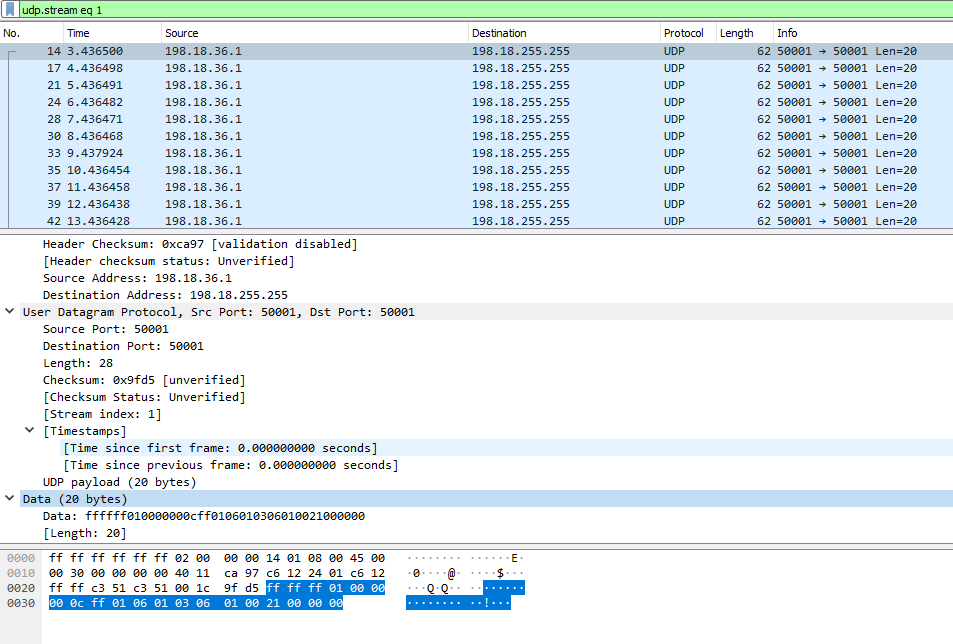 udp.stream eq 1
No. Time Source Destination Protocol Length Info
14 3.436500 198.18.36.1 198.18.255.255 UDP 62 50001 → 50001 Len=20
17 4.436498 198.18.36.1 198.18.255.255 UDP 62 50001 → 50001 Len=20
21 5.436491 198.18.36.1 198.18.255.255 UDP 62 50001 → 50001 Len=20
24 6.436482 198.18.36.1 198.18.255.255 UDP 62 50001 → 50001 Len=20
28 7.436471 198.18.36.1 198.18.255.255 UDP 62 50001 → 50001 Len=20
30 8.436468 198.18.36.1 198.18.255.255 UDP 62 50001 → 50001 Len=20
33 9.437924 198.18.36.1 198.18.255.255 UDP 62 50001 → 50001 Len=20
35 10.436454 198.18.36.1 198.18.255.255 UDP 62 50001 → 50001 Len=20
37 11.436458 198.18.36.1 198.18.255.255 UDP 62 50001 → 50001 Len=20
39 12.436438 198.18.36.1 198.18.255.255 UDP 62 50001 → 50001 Len=20
42 13.436428 198.18.36.1 198.18.255.255 UDP 62 50001 → 50001 Len=20
Header Checksum: 0xca97 [validation disabled]
[Header checksum status: Unverified]
Source Address: 198.18.36.1
Destination Address: 198.18.255.255
User Datagram Protocol, Src Port: 50001, Dst Port: 50001
Source Port: 50001
Destination Port: 50001
Length: 28
Checksum: 0x9fd5 [unverified]
[Checksum Status: Unverified]
[Stream index: 1]
[Timestamps]
[Time since first frame: 0.000000000 seconds]
[Time since previous frame: 0.000000000 seconds]
UDP payload (20 bytes)
Data (20 bytes)
Data: ffffff010000000cff0106010306010021000000
[Length: 20]
0000 ff ff ff ff ff ff 02 00 00 00 14 01 08 00 45 00 ········ ······E·
0010 00 30 00 00 00 00 40 11 ca 97 c6 12 24 01 c6 12 ·0····@· ····$···
0020 ff ff c3 51 c3 51 00 1c 9f d5 ff ff ff 01 00 00 ···Q·Q·· ········
0030 00 0c ff 01 06 01 03 06 01 00 21 00 00 00 ········ ··!···